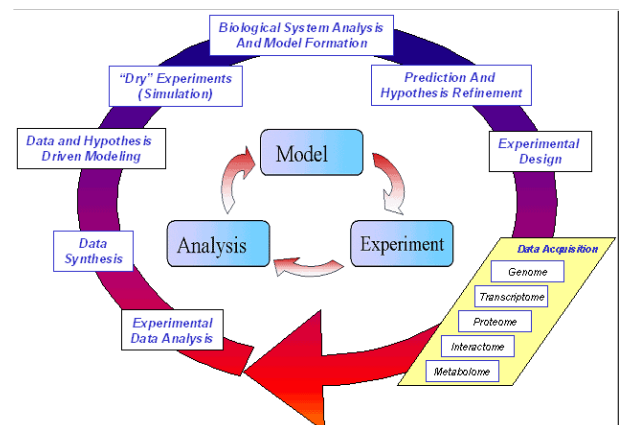 Biological System Analysis
And Model Formation
"Dry" Experiments
(Simulation)
Prediction And
Hypothesis Refinement
Data and Hypothesis
Driven Modeling
Experimental
Design
Model
Analysis
Experiment
Data
Synthesis
Data Acquisition
Genome
Transcriptome
Proteome
Interactome
Metabolome
Experimental
Data Analysis